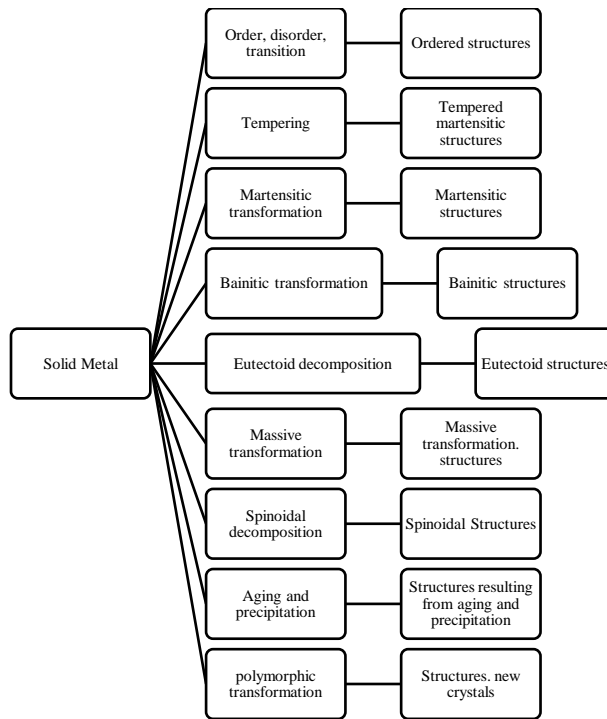 Order, disorder,
transition
Ordered structures
Tempering
Tempered
martensitic
structures
Martensitic
transformation
Martensitic
structures
Bainitic transformation
Bainitic structures
Solid Metal
Eutectoid decomposition
Eutectoid structures
Massive
transformation
Massive
transformation.
structures
Spinoidal
decomposition
Spinoidal Structures
Aging and
precipitation
Structures resulting
from aging and
precipitation
polymorphic
transformation
Structures. new
crystals